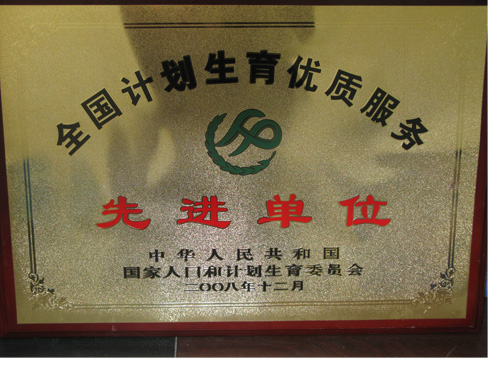 全国计划生育优质服务
先进单位
中华人民共和国
国家人口和计划生育委员会
二〇〇八年十二月